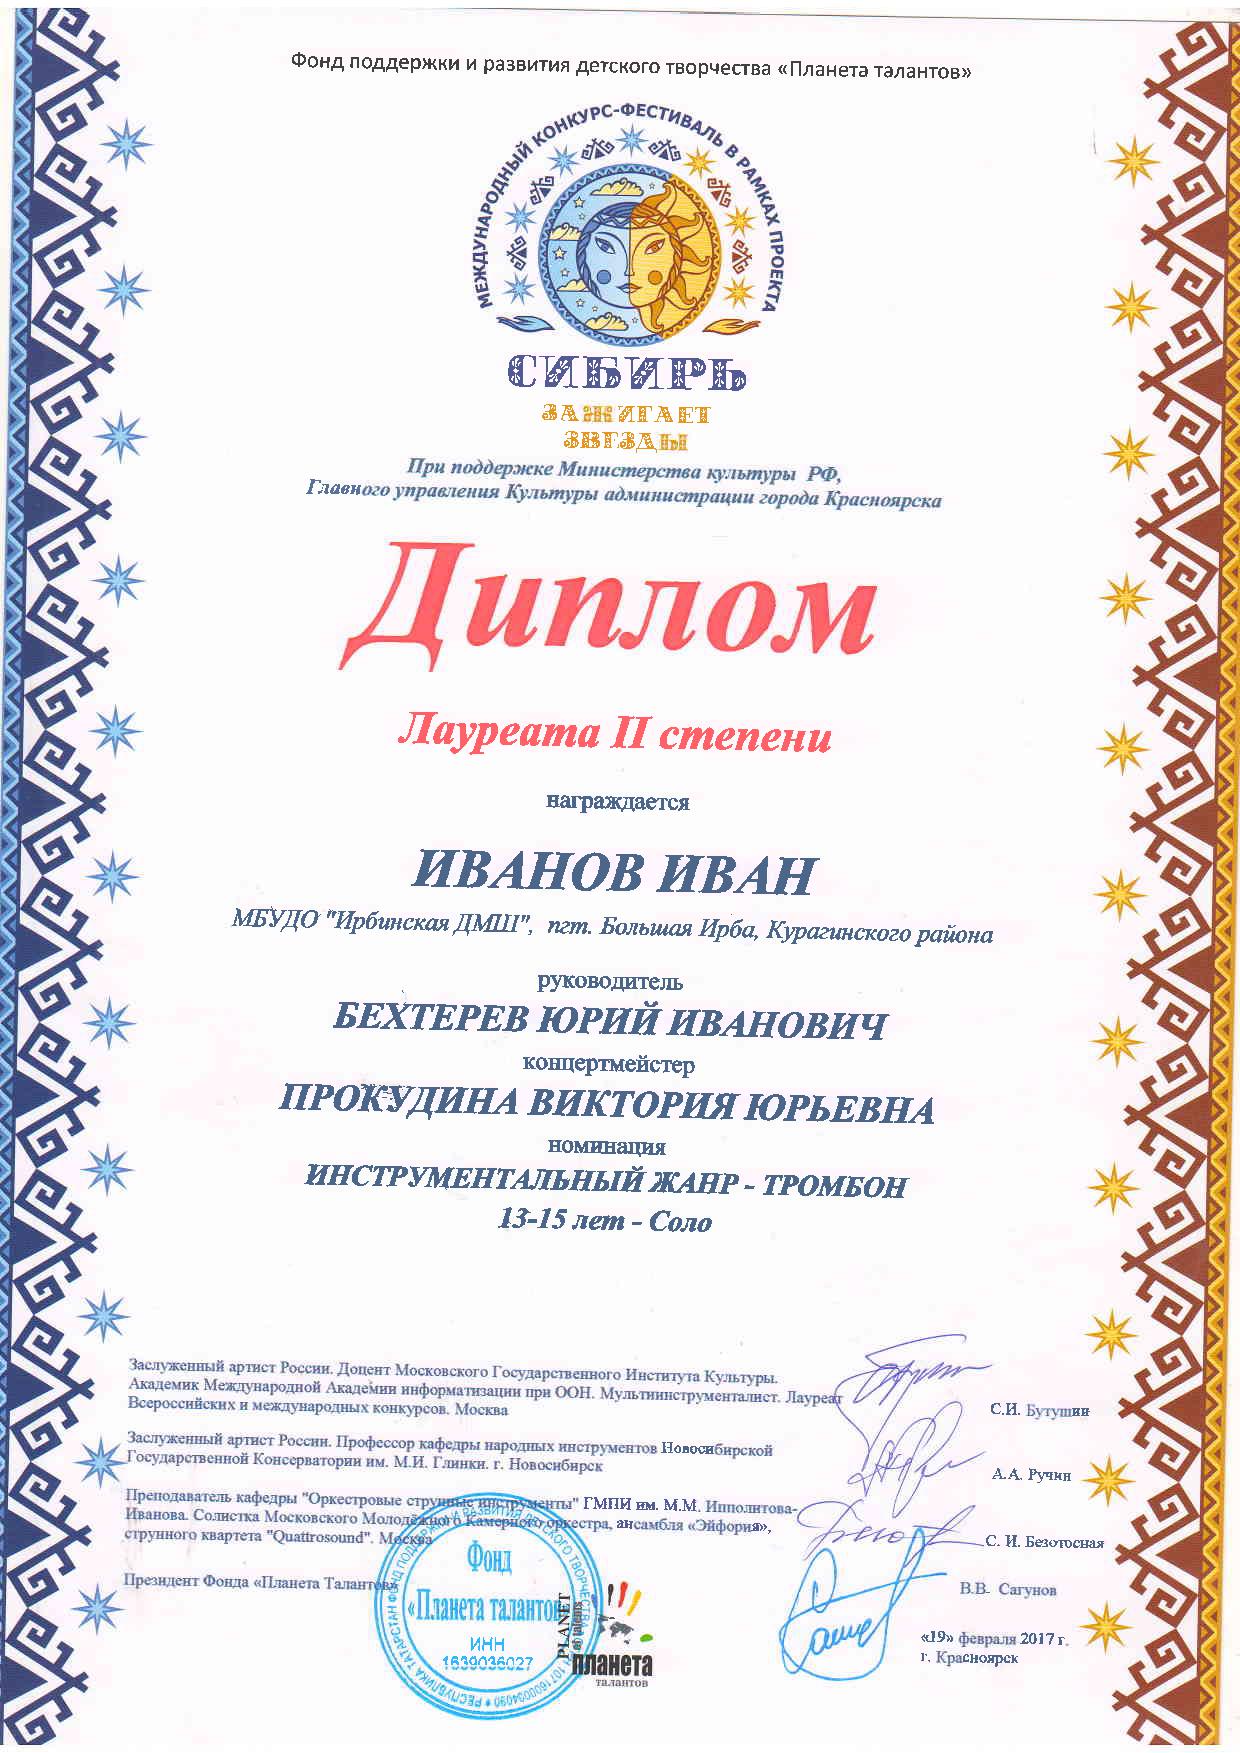 Фонд поддержки и развития детского творчества «Планета талантов»
МЕЖДУНАРОДНЫЙ КОНКУРС-ФЕСТИВАЛЬ В РАМКАХ ПРОЕКТА
СИБИРЬ
ЗАЖИГАЕТ
ЗВЕЗДЫ
При поддержке Министерства культуры РФ,
Главного управления Культуры администрации города Красноярска
Диплом
Лауреата II степени
награждается
ИВАНОВ ИВАН
МБУДО "Ирбинская ДМШ", пгт. Большая Ирба, Курагинского района
руководитель
БЕХТЕРЕВ ЮРИЙ ИВАНОВИЧ
концертмейстер
ПРОКУДИНА ВИКТОРИЯ ЮРЬЕВНА
номинация
ИНСТРУМЕНТАЛЬНЫЙ ЖАНР - ТРОМБОН
13-15 лет - Соло
Заслуженный артист России. Доцент Московского Государственного Института Культуры.
Академик Международной Академии информатизации при ООН. Мультиинструменталист. Лауреат
Всероссийских и международных конкурсов. Москва
С.И. Бутушин
Заслуженный артист России. Профессор кафедры народных инструментов Новосибирской
Государственной Консерватории им. М.И. Глинки. г. Новосибирск
А.А. Ручин
Преподаватель кафедры "Оркестровые струнные инструменты" ГМПИ им. М.М. Ипполитова-
Иванова. Солистка Московского Молодёжного Камерного оркестра, ансамбля «Эйфория»,
струнного квартета "Quattrosound". Москва
С. И. Безотосная
Президент Фонда «Планета Талантов»
В.В. Сагунов
«19» февраля 2017 г.
г. Красноярск
ФОНД ПОДДЕРЖКИ И РАЗВИТИЯ ДЕТСКОГО ТВОРЧЕСТВА
РЕСПУБЛИКА ТАТАРСТАН
Фонд
«Планета талантов
ИНН
1639036027
PLANET
of talents
планета
талантов